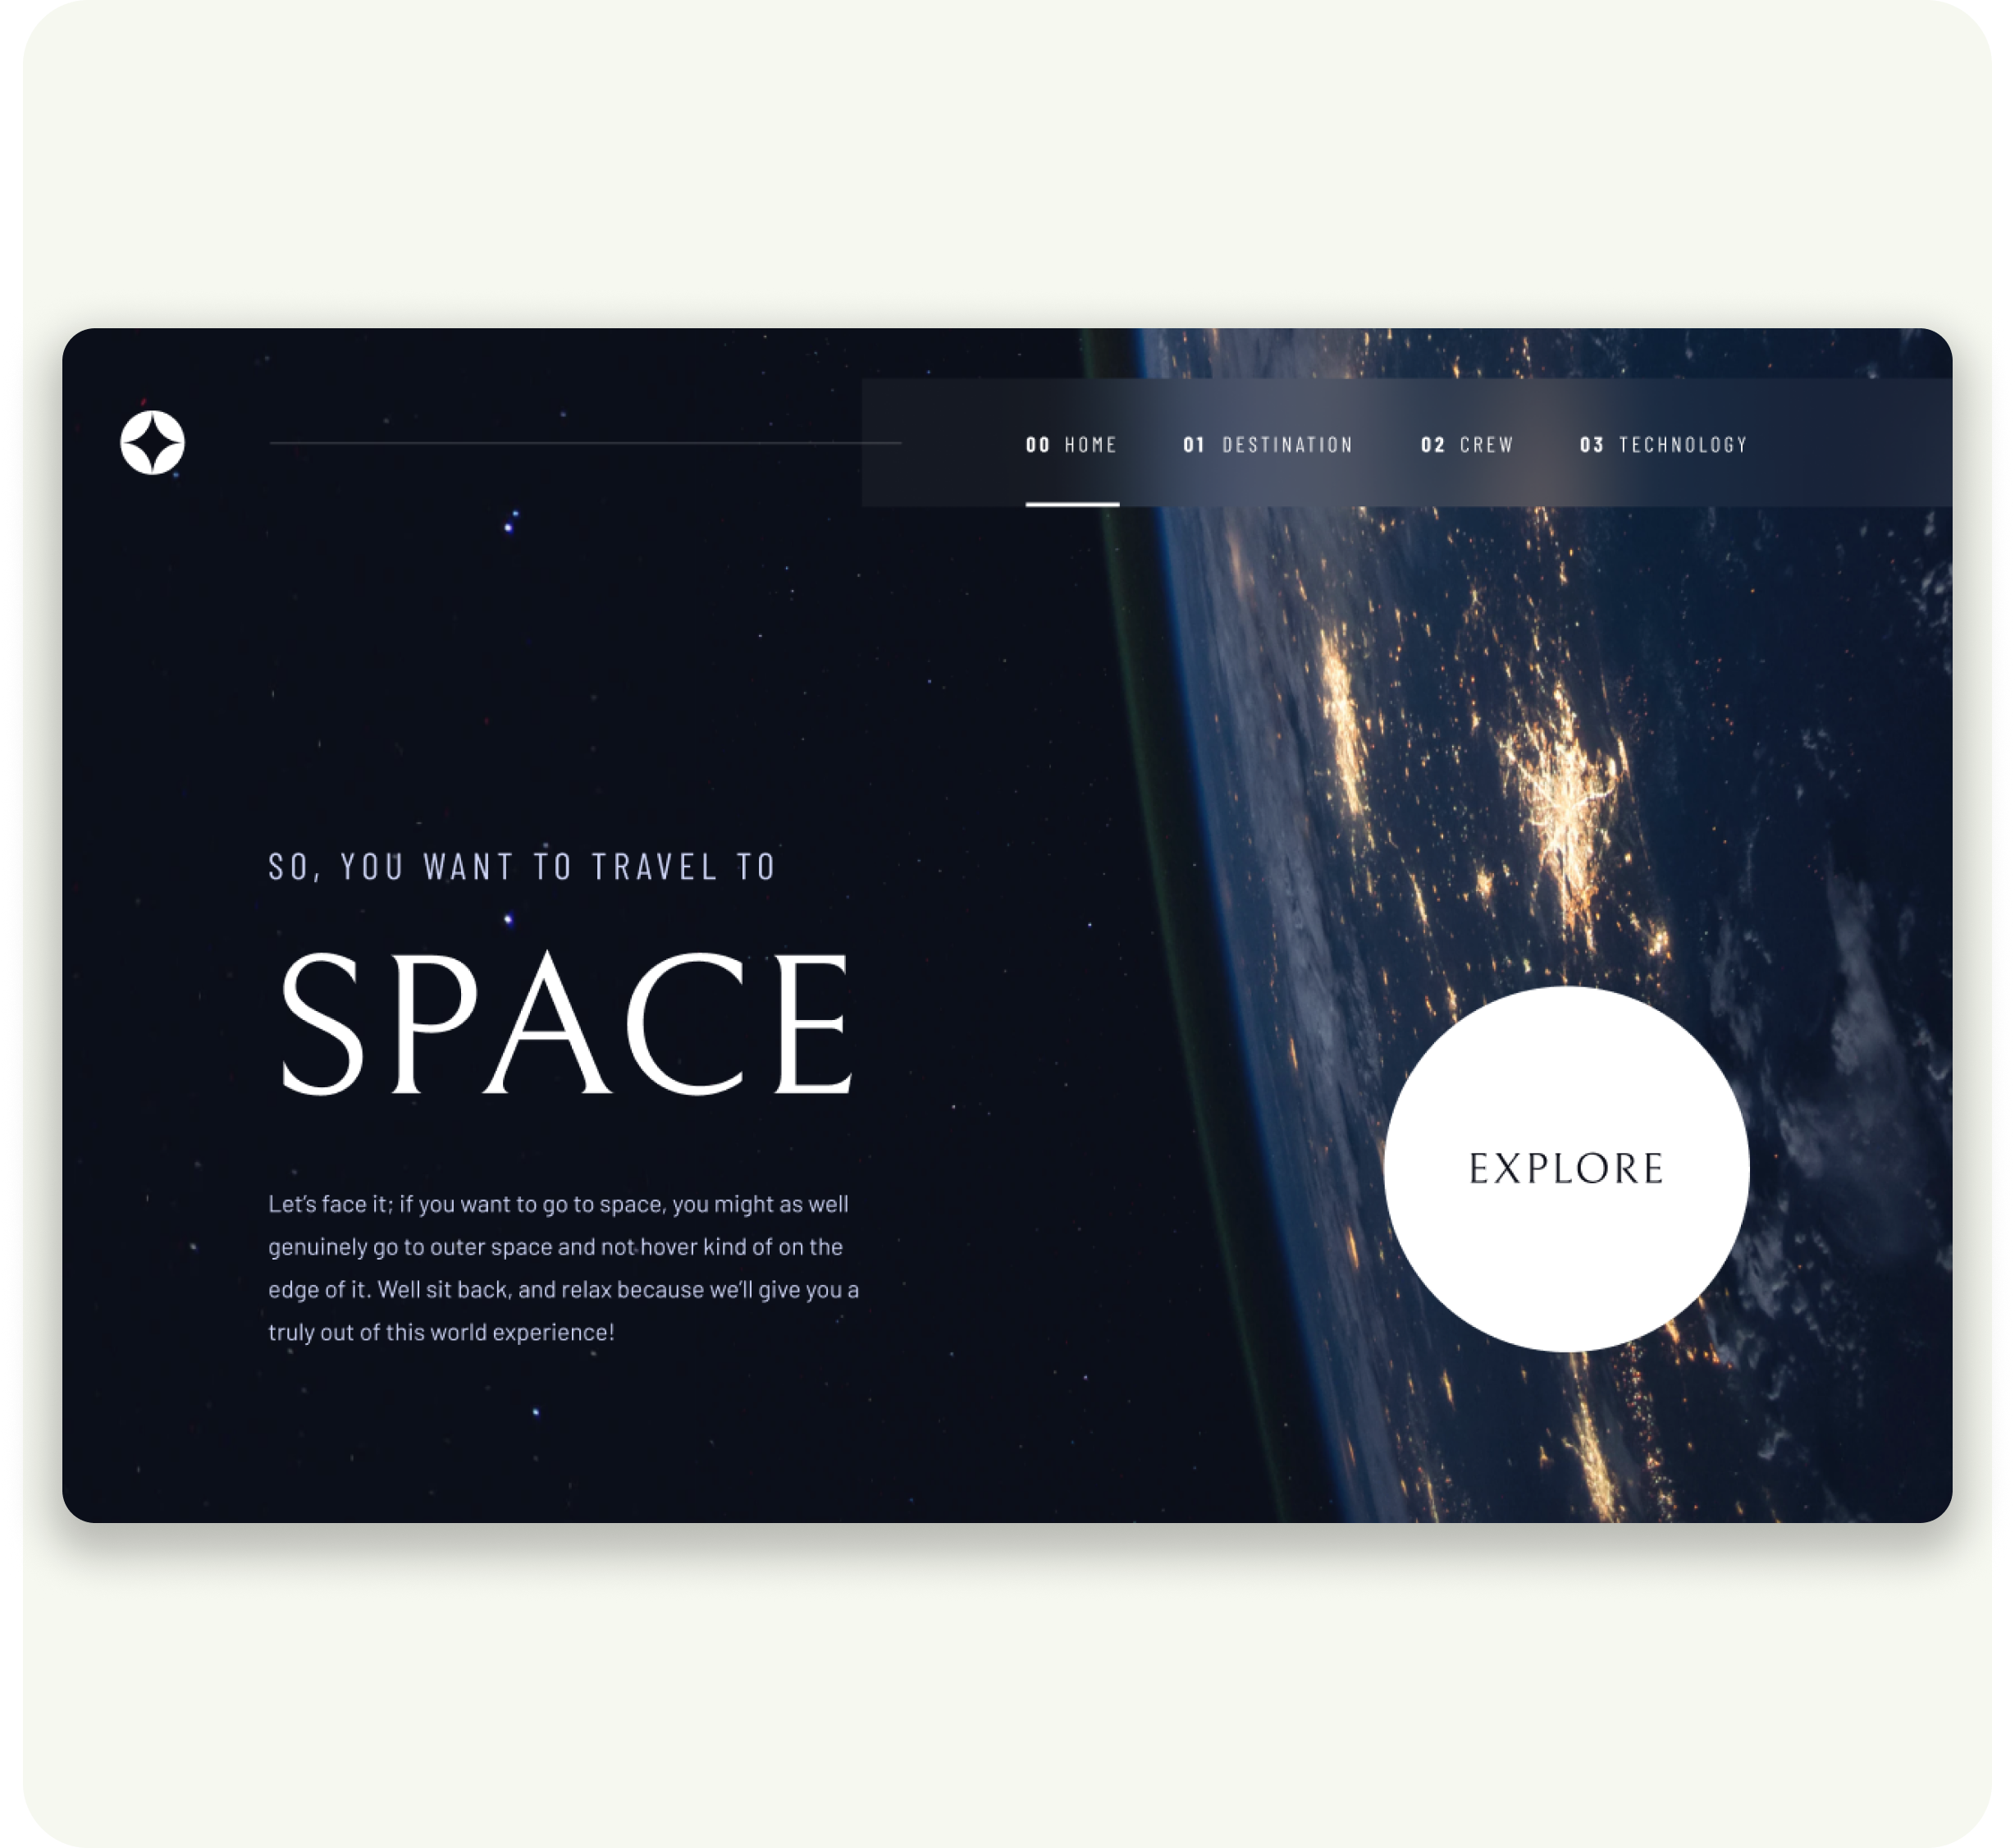 00 HOME 01 DESTINATION 02 CREW 03 TECHNOLOGY
SO, YOU WANT TO TRAVEL TO
SPACE
Let’s face it; if you want to go to space, you might as well
genuinely go to outer space and not hover kind of on the
edge of it. Well sit back, and relax because we’ll give you a
truly out of this world experience!
EXPLORE